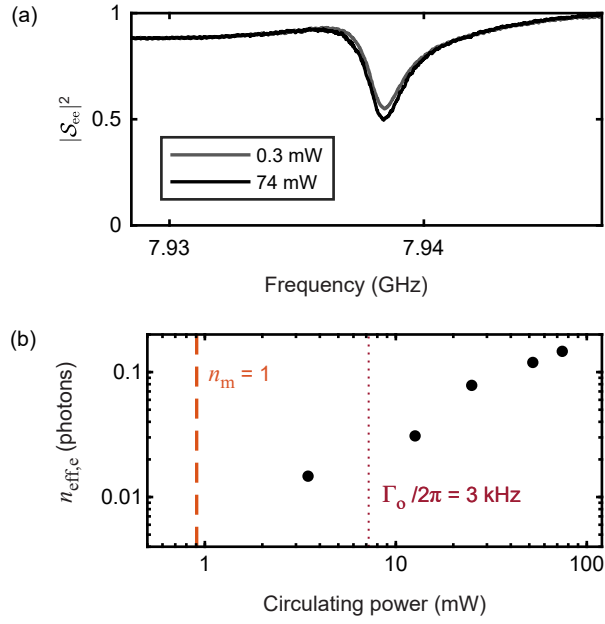 (a)
1
0.5
0
|𝒮ee|²
0.3 mW
74 mW
7.93
7.94
Frequency (GHz)
(b)
0.1
0.01
neff,e (photons)
nm = 1
Γo /2π = 3 kHz
1
10
100
Circulating power (mW)